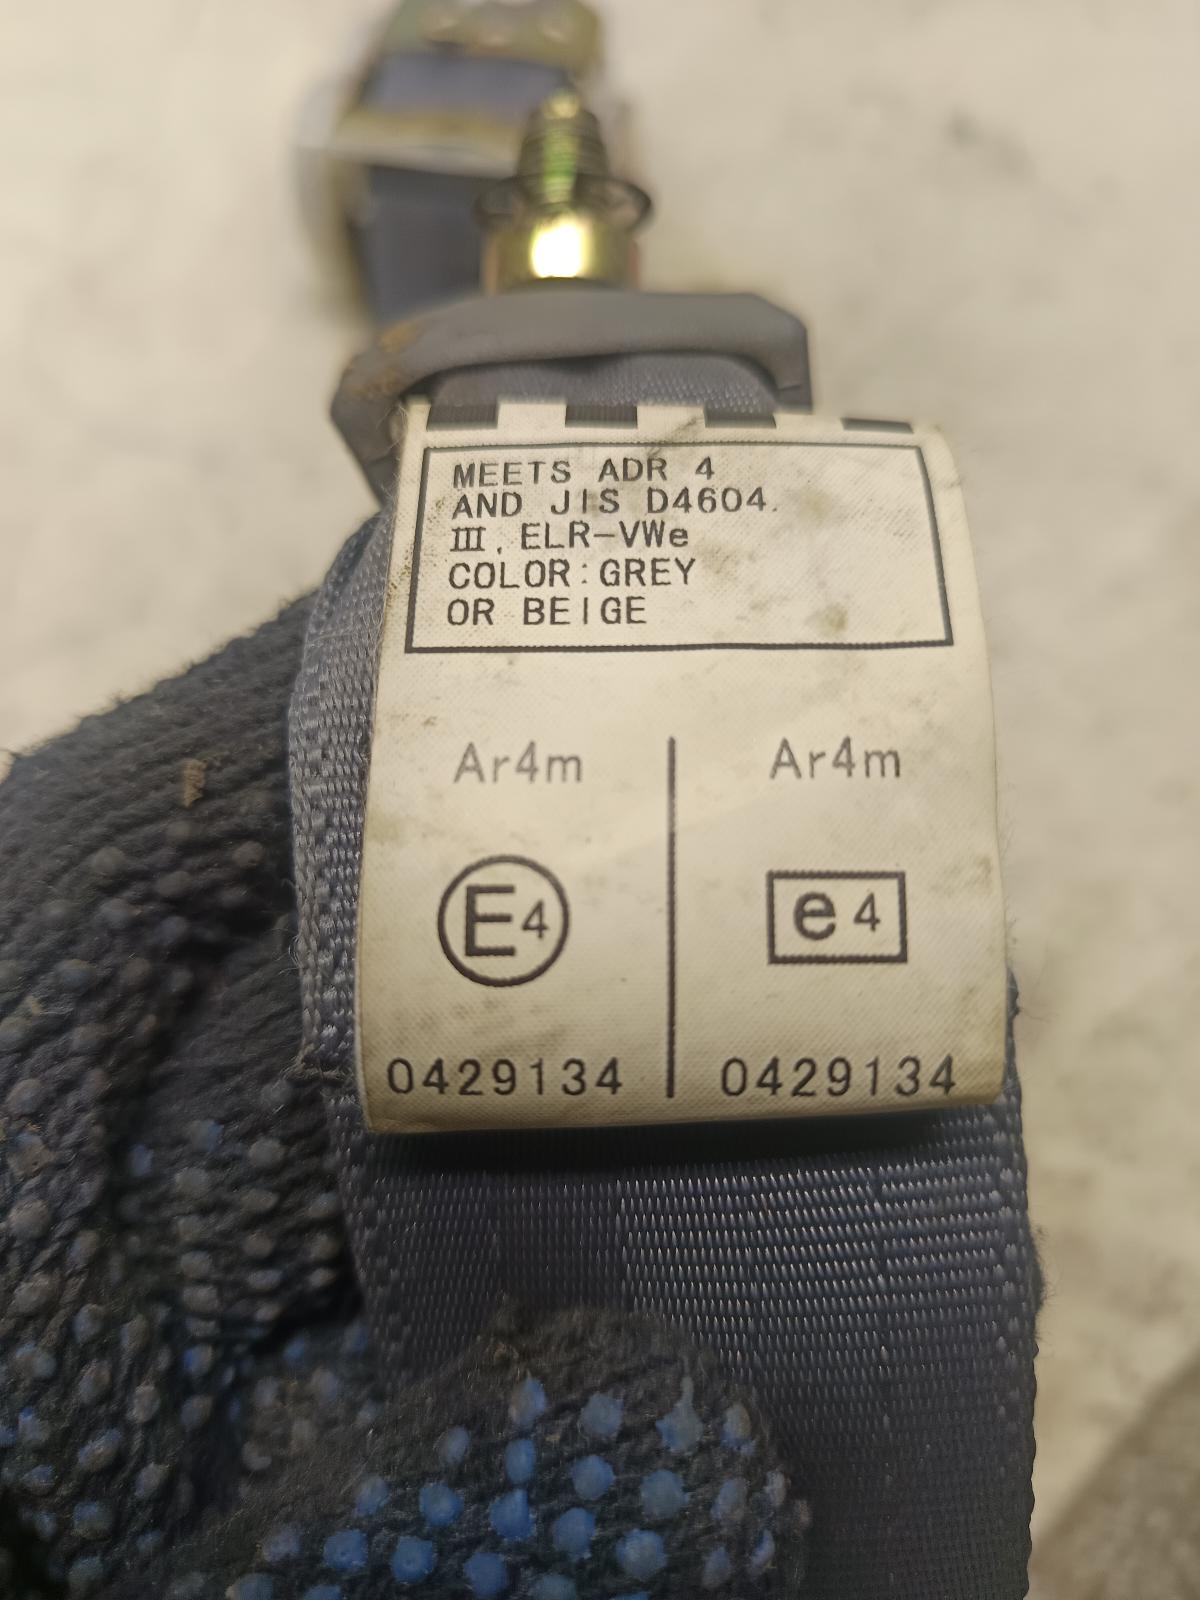 MEETS ADR 4
AND JIS D4604.
III, ELR-VWe
COLOR:GREY
OR BEIGE
Ar4m
E4
0429134
Ar4m
e4
0429134